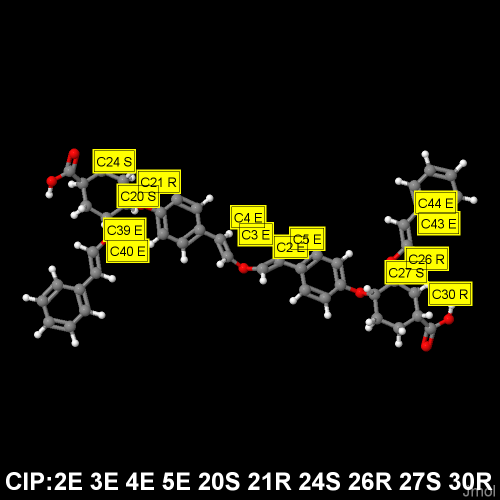 C24 S
C21 R
C20 S
C44 E
C4 E
C43 E
C39 E
C3 E
C5 E
C2 E
C40 E
C26 R
C27 S
C30 R
Jmol
CIP:2E 3E 4E 5E 20S 21R 24S 26R 27S 30R